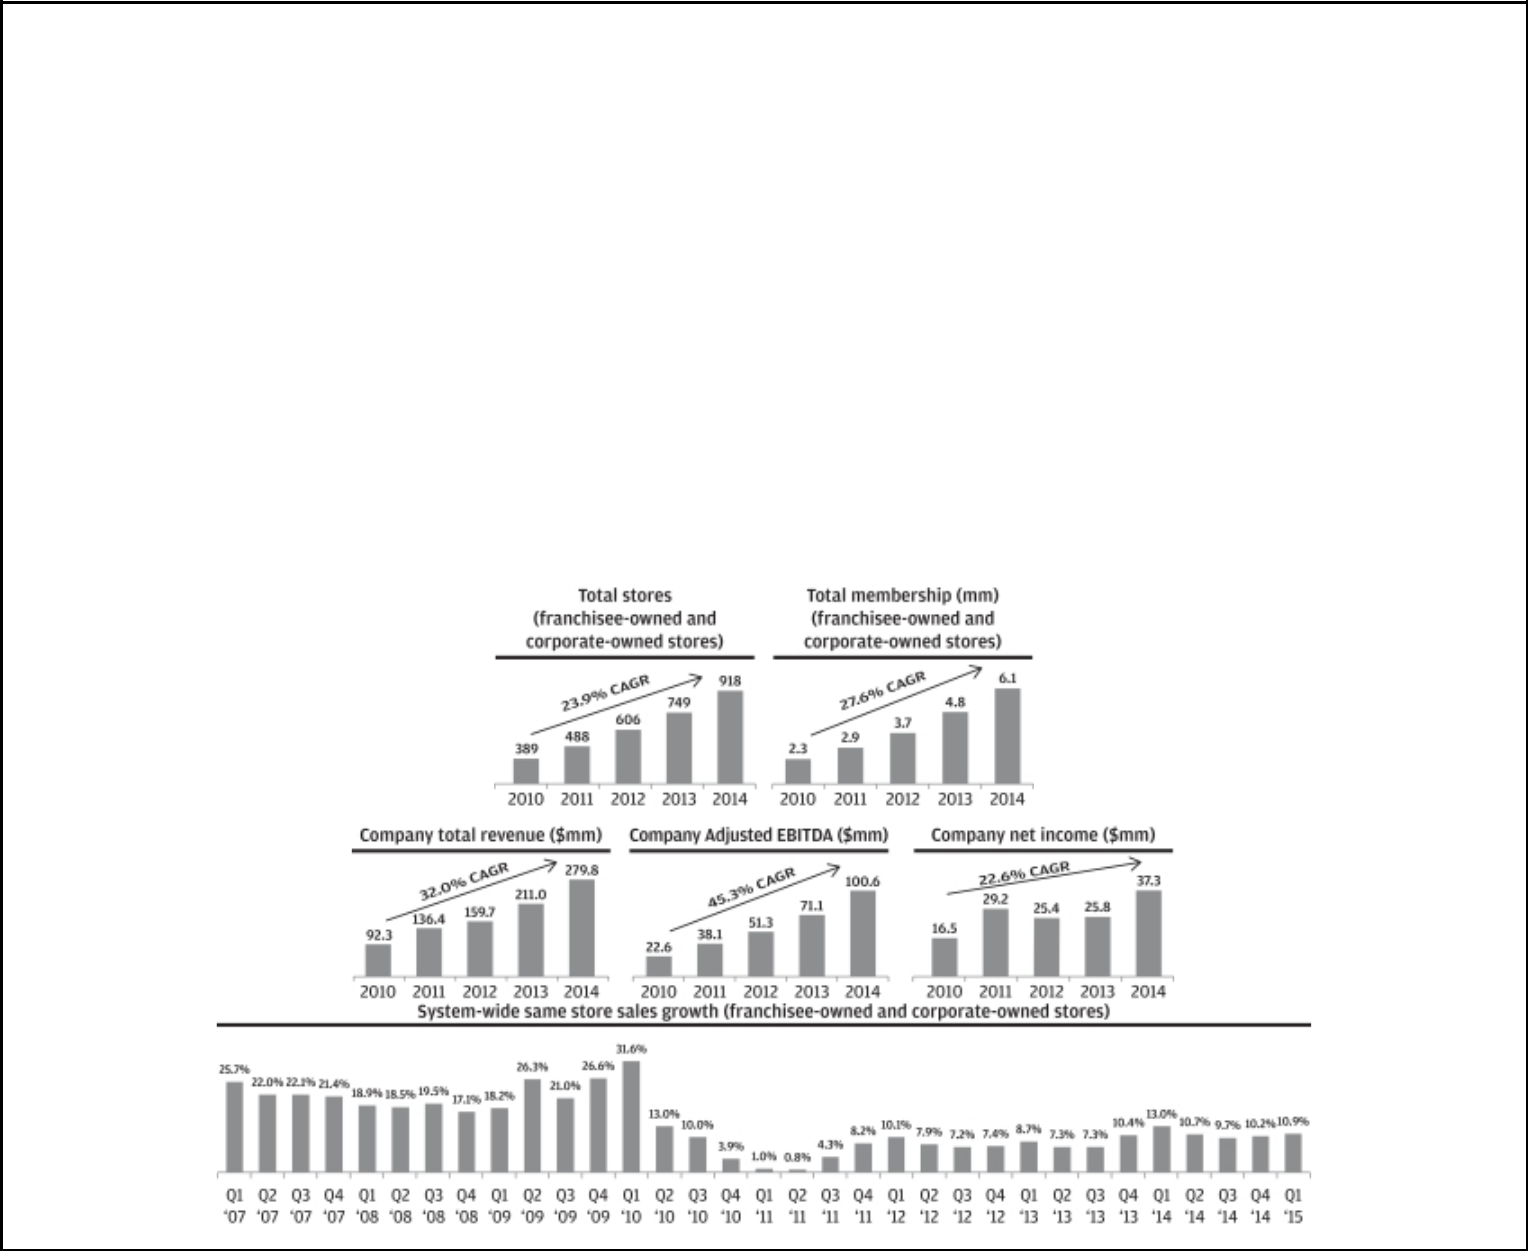 Total stores
(franchisee-owned and
corporate-owned stores)
23.9% CAGR
389
488
606
749
918
2010 2011 2012 2013 2014
Total membership (mm)
(franchisee-owned and
corporate-owned stores)
27.6% CAGR
2.3
2.9
3.7
4.8
6.1
2010 2011 2012 2013 2014
Company total revenue ($mm)
32.0% CAGR
92.3
136.4
159.7
211.0
279.8
2010 2011 2012 2013 2014
Company Adjusted EBITDA ($mm)
45.3% CAGR
22.6
38.1
51.3
71.1
100.6
2010 2011 2012 2013 2014
Company net income ($mm)
22.6% CAGR
16.5
29.2
25.4
25.8
37.3
2010 2011 2012 2013 2014
System-wide same store sales growth (franchisee-owned and corporate-owned stores)
25.7% 22.0% 22.1% 21.4% 18.9% 18.5% 19.5% 17.1% 18.2% 26.3% 21.0% 26.6% 31.6% 13.0% 10.0% 3.9% 1.0% 0.8% 4.3% 8.2% 10.1% 7.9% 7.2% 7.4% 8.7% 7.3% 7.3% 10.4% 13.0% 10.7% 9.7% 10.2% 10.9%
Q1 Q2 Q3 Q4 Q1 Q2 Q3 Q4 Q1 Q2 Q3 Q4 Q1 Q2 Q3 Q4 Q1 Q2 Q3 Q4 Q1 Q2 Q3 Q4 Q1 Q2 Q3 Q4 Q1 Q2 Q3 Q4 Q1
‘07 ‘07 ‘07 ‘07 ‘08 ‘08 ‘08 ‘08 ‘09 ‘09 ‘09 ‘09 ‘10 ‘10 ‘10 ‘10 ‘11 ‘11 ‘11 ‘11 ‘12 ‘12 ‘12 ‘12 ‘13 ‘13 ‘13 ‘13 ‘14 ‘14 ‘14 ‘14 ‘15